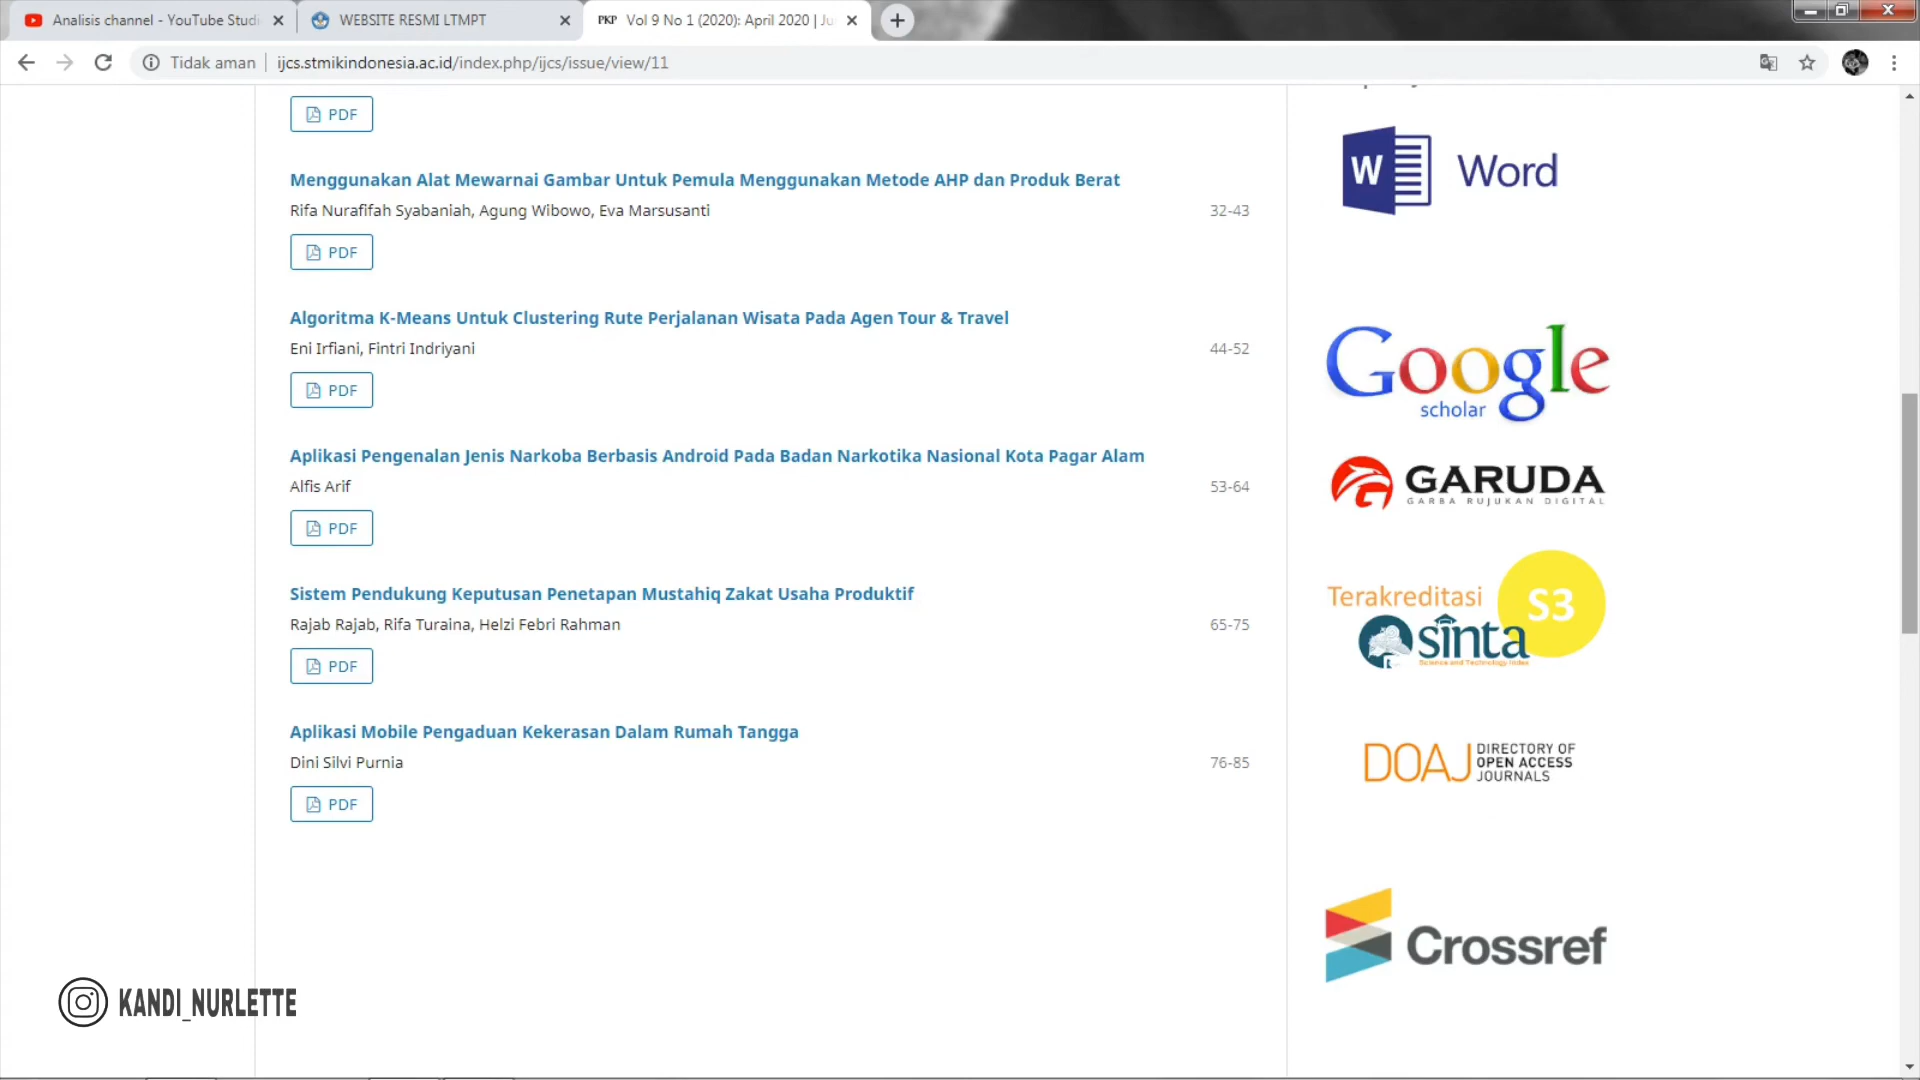 Analisis channel - YouTube Studi
WEBSITE RESMI LTMPT
PKP Vol 9 No 1 (2020): April 2020 | Ju
Tidak aman
ijcs.stmikindonesia.ac.id/index.php/ijcs/issue/view/11
PDF
Menggunakan Alat Mewarnai Gambar Untuk Pemula Menggunakan Metode AHP dan Produk Berat
Rifa Nurafifah Syabaniah, Agung Wibowo, Eva Marsusanti
32-43
PDF
Algoritma K-Means Untuk Clustering Rute Perjalanan Wisata Pada Agen Tour & Travel
Eni Irfiani, Fintri Indriyani
44-52
PDF
Aplikasi Pengenalan Jenis Narkoba Berbasis Android Pada Badan Narkotika Nasional Kota Pagar Alam
Alfis Arif
53-64
PDF
Sistem Pendukung Keputusan Penetapan Mustahiq Zakat Usaha Produktif
Rajab Rajab, Rifa Turaina, Helzi Febri Rahman
65-75
PDF
Aplikasi Mobile Pengaduan Kekerasan Dalam Rumah Tangga
Dini Silvi Purnia
76-85
PDF
W Word
Google
scholar
GARUDA
GARBA RUJUKAN DIGITAL
Terakreditasi
S3
sinta
Science and Technology Index
DOAJ
DIRECTORY OF
OPEN ACCESS
JOURNALS
Crossref
KANDI_NURLETTE